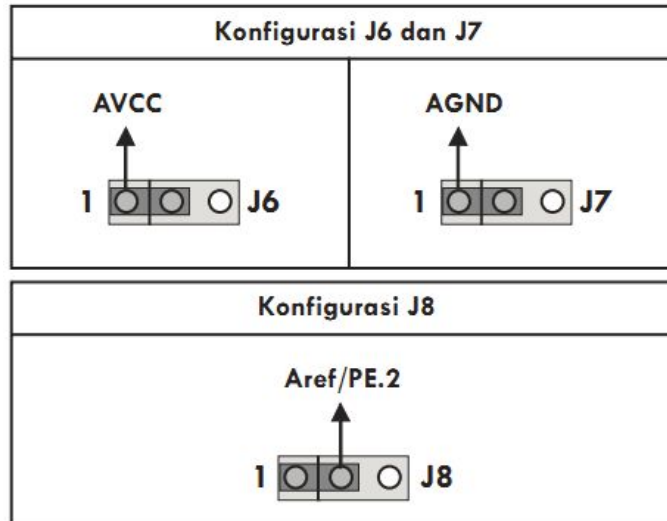 Konfigurasi J6 dan J7
AVCC
1 J6
AGND
1 J7
Konfigurasi J8
Aref/PE.2
1 J8